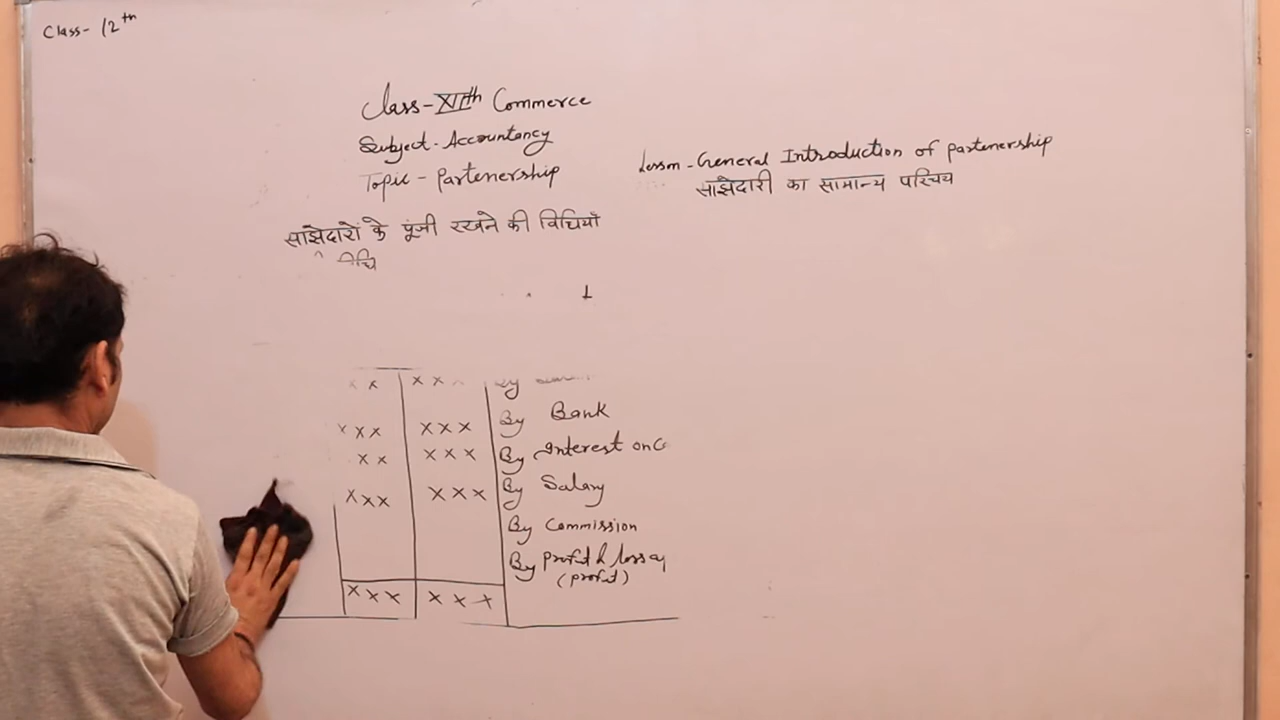 Class- 12th
Class-XIIth Commerce
Subject-Accountancy
Topic-Partenership
Lesson-General Introduction of partenership
साझेदारी का सामान्य परिचय
साझेदारों के पूंजी रखने की विधियाँ
x x x x By
x x x x x x By Bank
x x x x x By Interest on C
x x x x x x By Salary
By Commission
By Profit & loss a
(profit)
x x x x x x